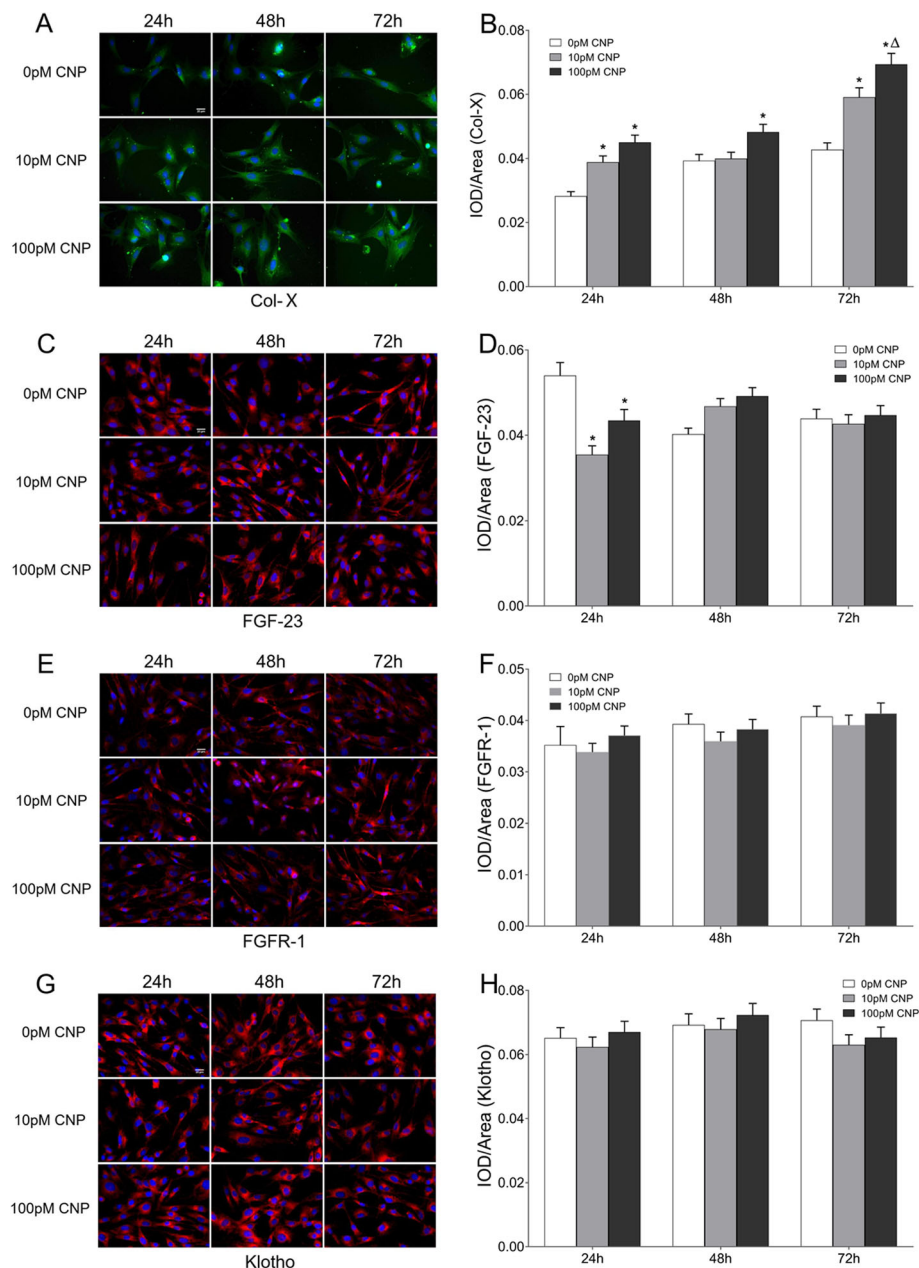 A
24h 48h 72h
0pM CNP
10pM CNP
100pM CNP
Col- X
B
0pM CNP
10pM CNP
100pM CNP
IOD/Area (Col-X)
0.08
0.06
0.04
0.02
0.00
* *
*
* *Δ
24h 48h 72h
C
24h 48h 72h
0pM CNP
10pM CNP
100pM CNP
FGF-23
D
0pM CNP
10pM CNP
100pM CNP
IOD/Area (FGF-23)
0.06
0.04
0.02
0.00
* *
24h 48h 72h
E
24h 48h 72h
0pM CNP
10pM CNP
100pM CNP
FGFR-1
F
0pM CNP
10pM CNP
100pM CNP
IOD/Area (FGFR-1)
0.05
0.04
0.03
0.02
0.01
0.00
24h 48h 72h
G
24h 48h 72h
0pM CNP
10pM CNP
100pM CNP
Klotho
H
0pM CNP
10pM CNP
100pM CNP
IOD/Area (Klotho)
0.08
0.06
0.04
0.02
0.00
24h 48h 72h